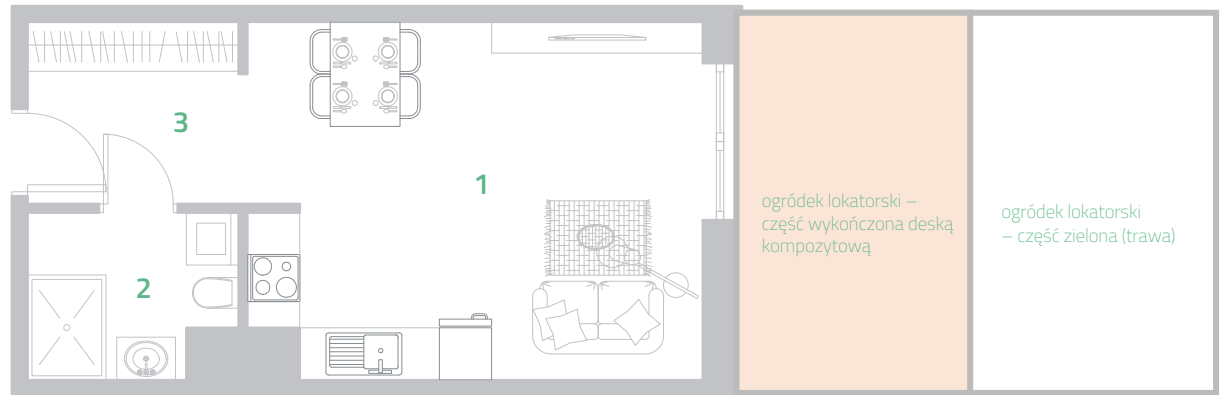 3
1
2
ogródek lokatorski –
część wykończona deską
kompozytową
ogródek lokatorski
– część zielona (trawa)